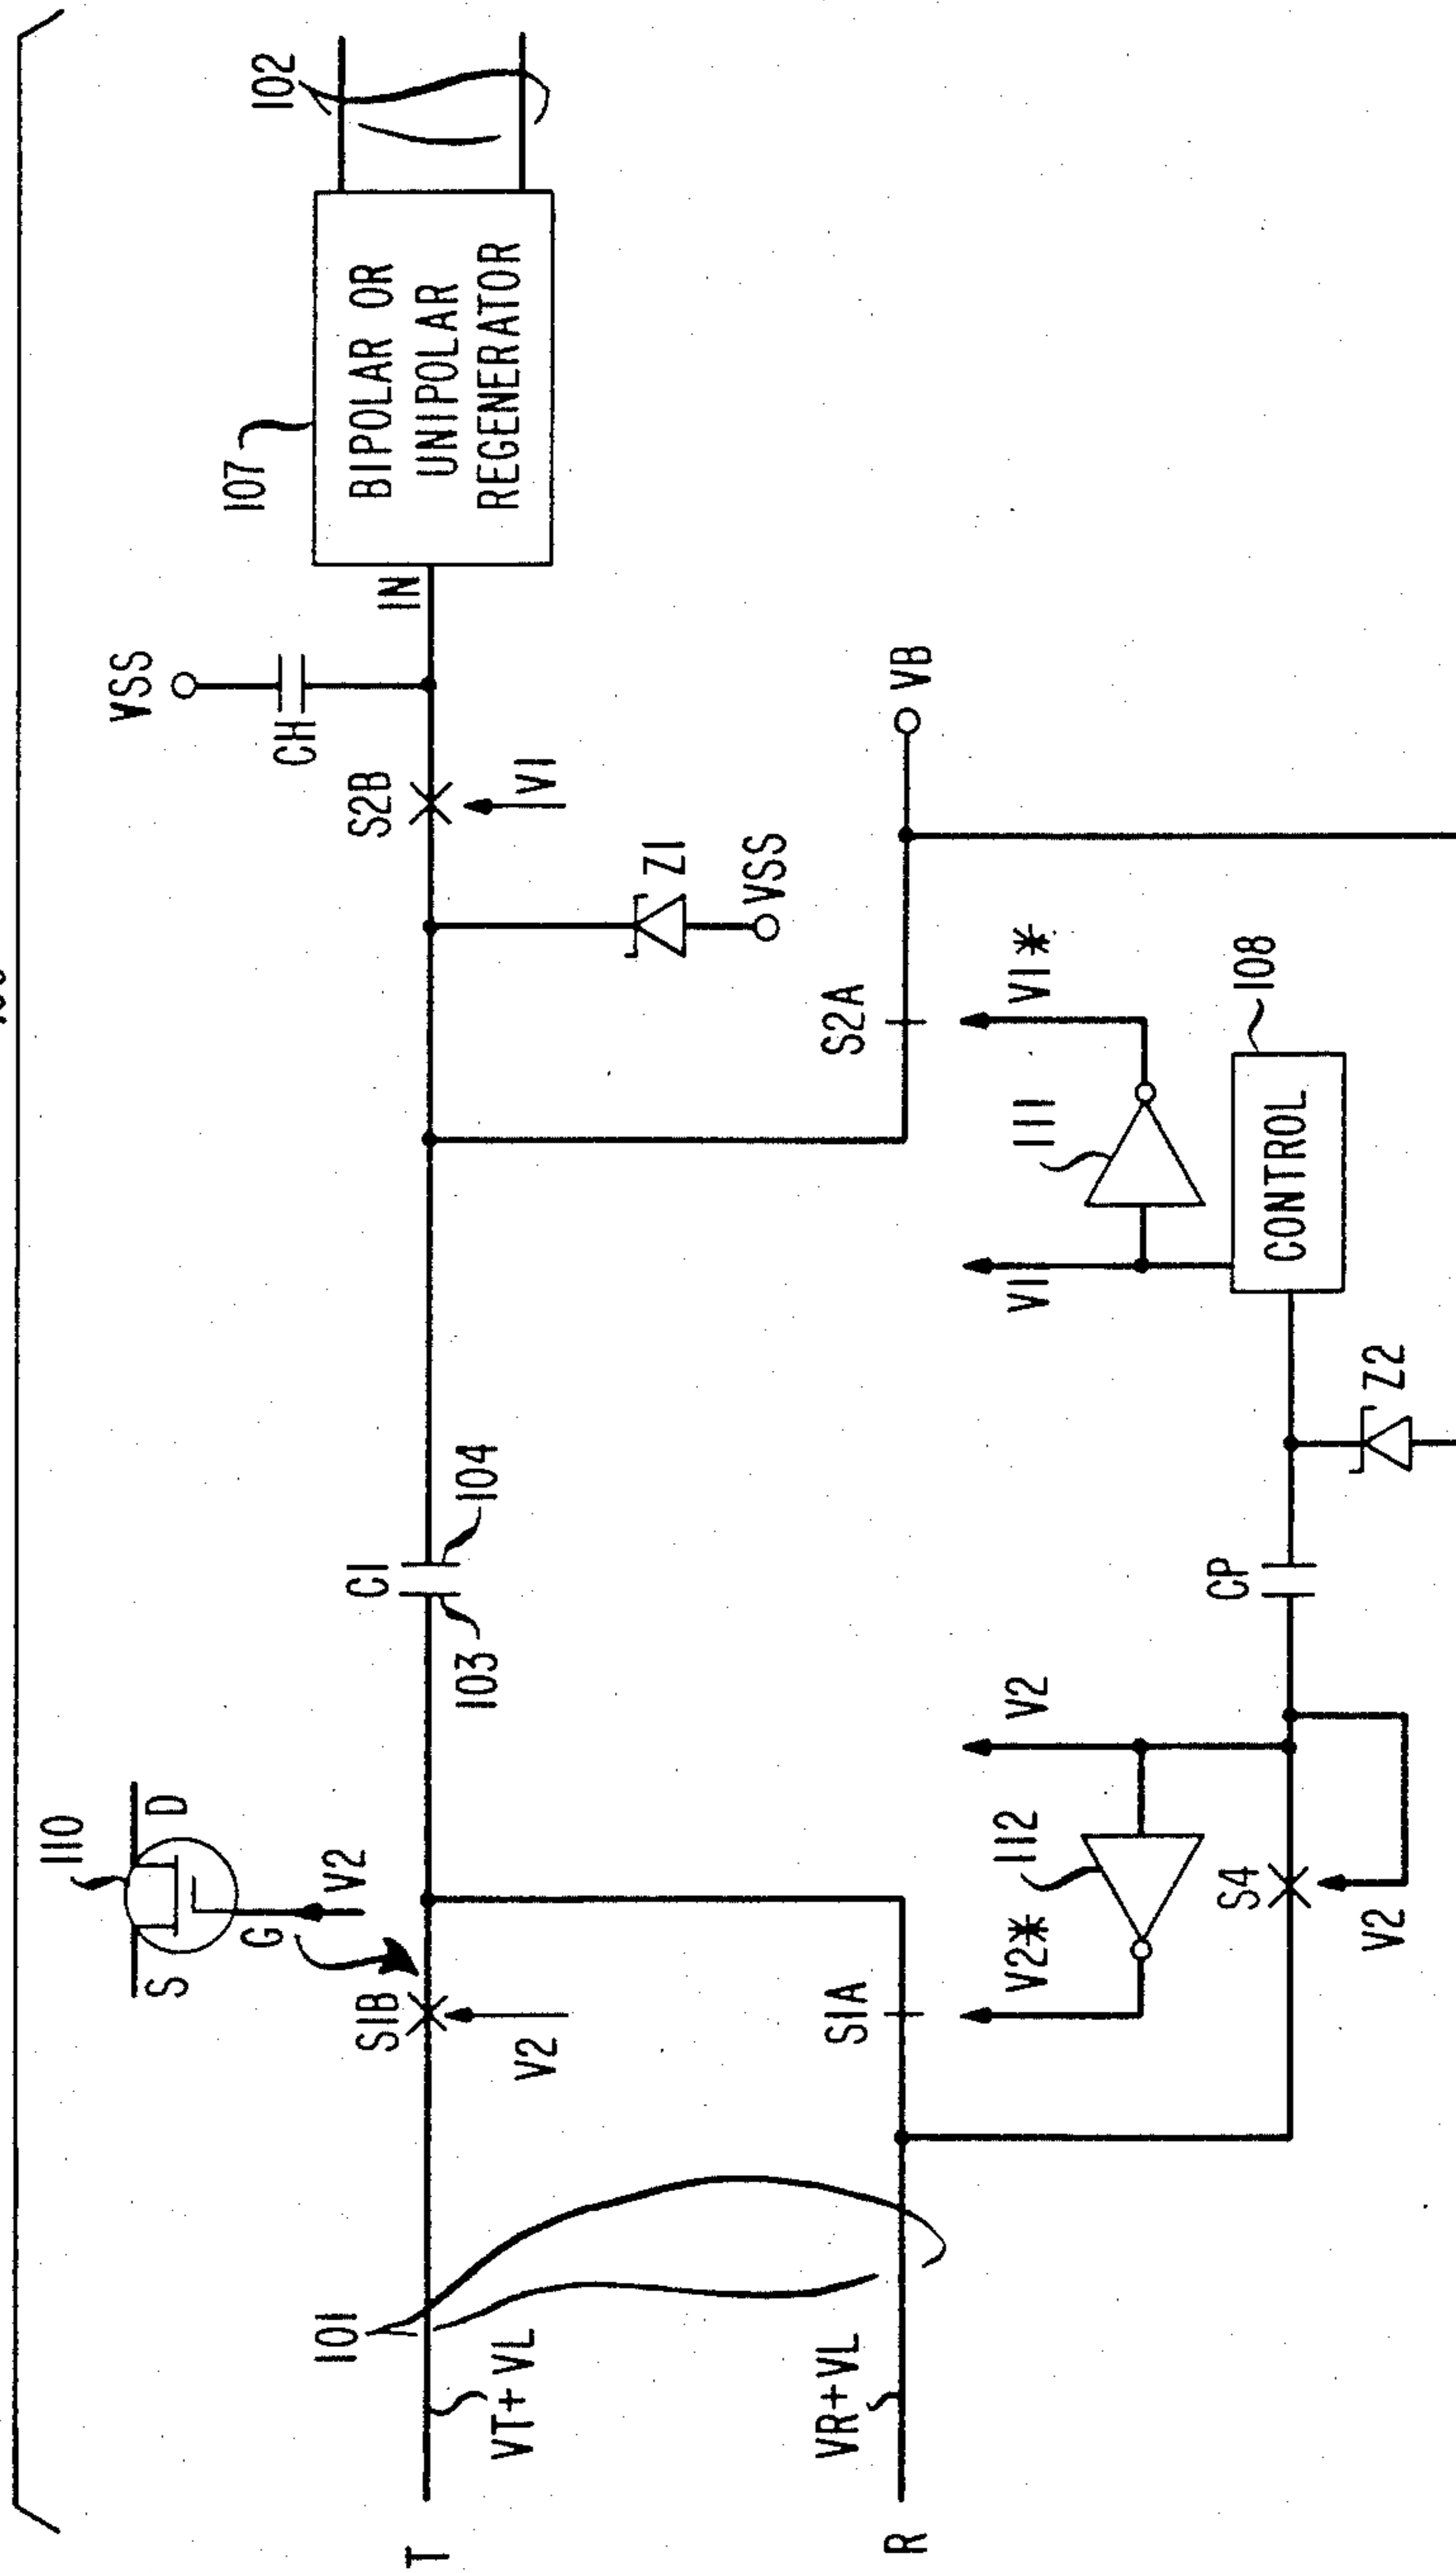 110
S
D
G
V2
VSS
CH
107
102
T
VT+VL
101
S1B
V2
C1
103
104
S2B
V1
Z1
VSS
IN
BIPOLAR OR
UNIPOLAR
REGENERATOR
R
VR+VL
S1A
V2*
112
V2
S2A
V1*
V1
111
VB
S4
V2
CP
Z2
CONTROL
108